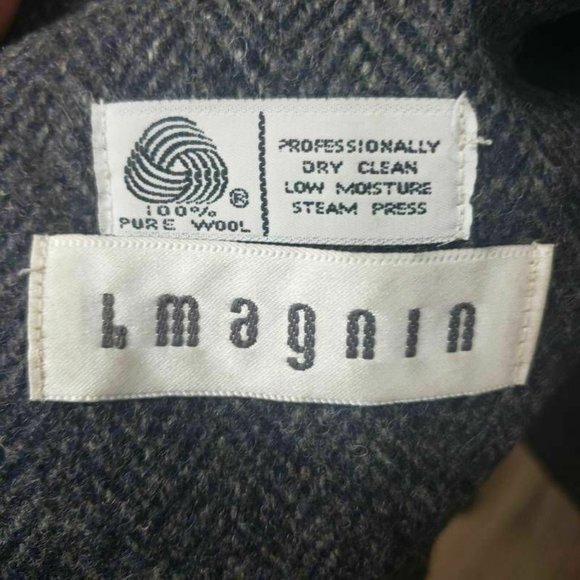 100%
PURE WOOL
®
PROFESSIONALLY
DRY CLEAN
LOW MOISTURE
STEAM PRESS
I. magnin